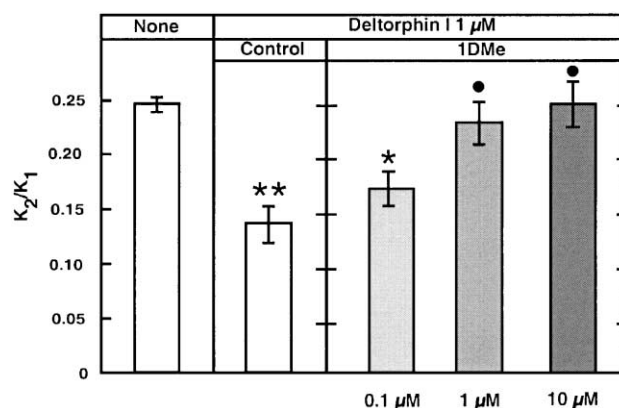 None
Deltorphin I 1 µM
Control
1DMe
K2/K1
0.25
0.20
0.15
0.10
0.05
0
**
*
●
●
0.1 µM
1 µM
10 µM